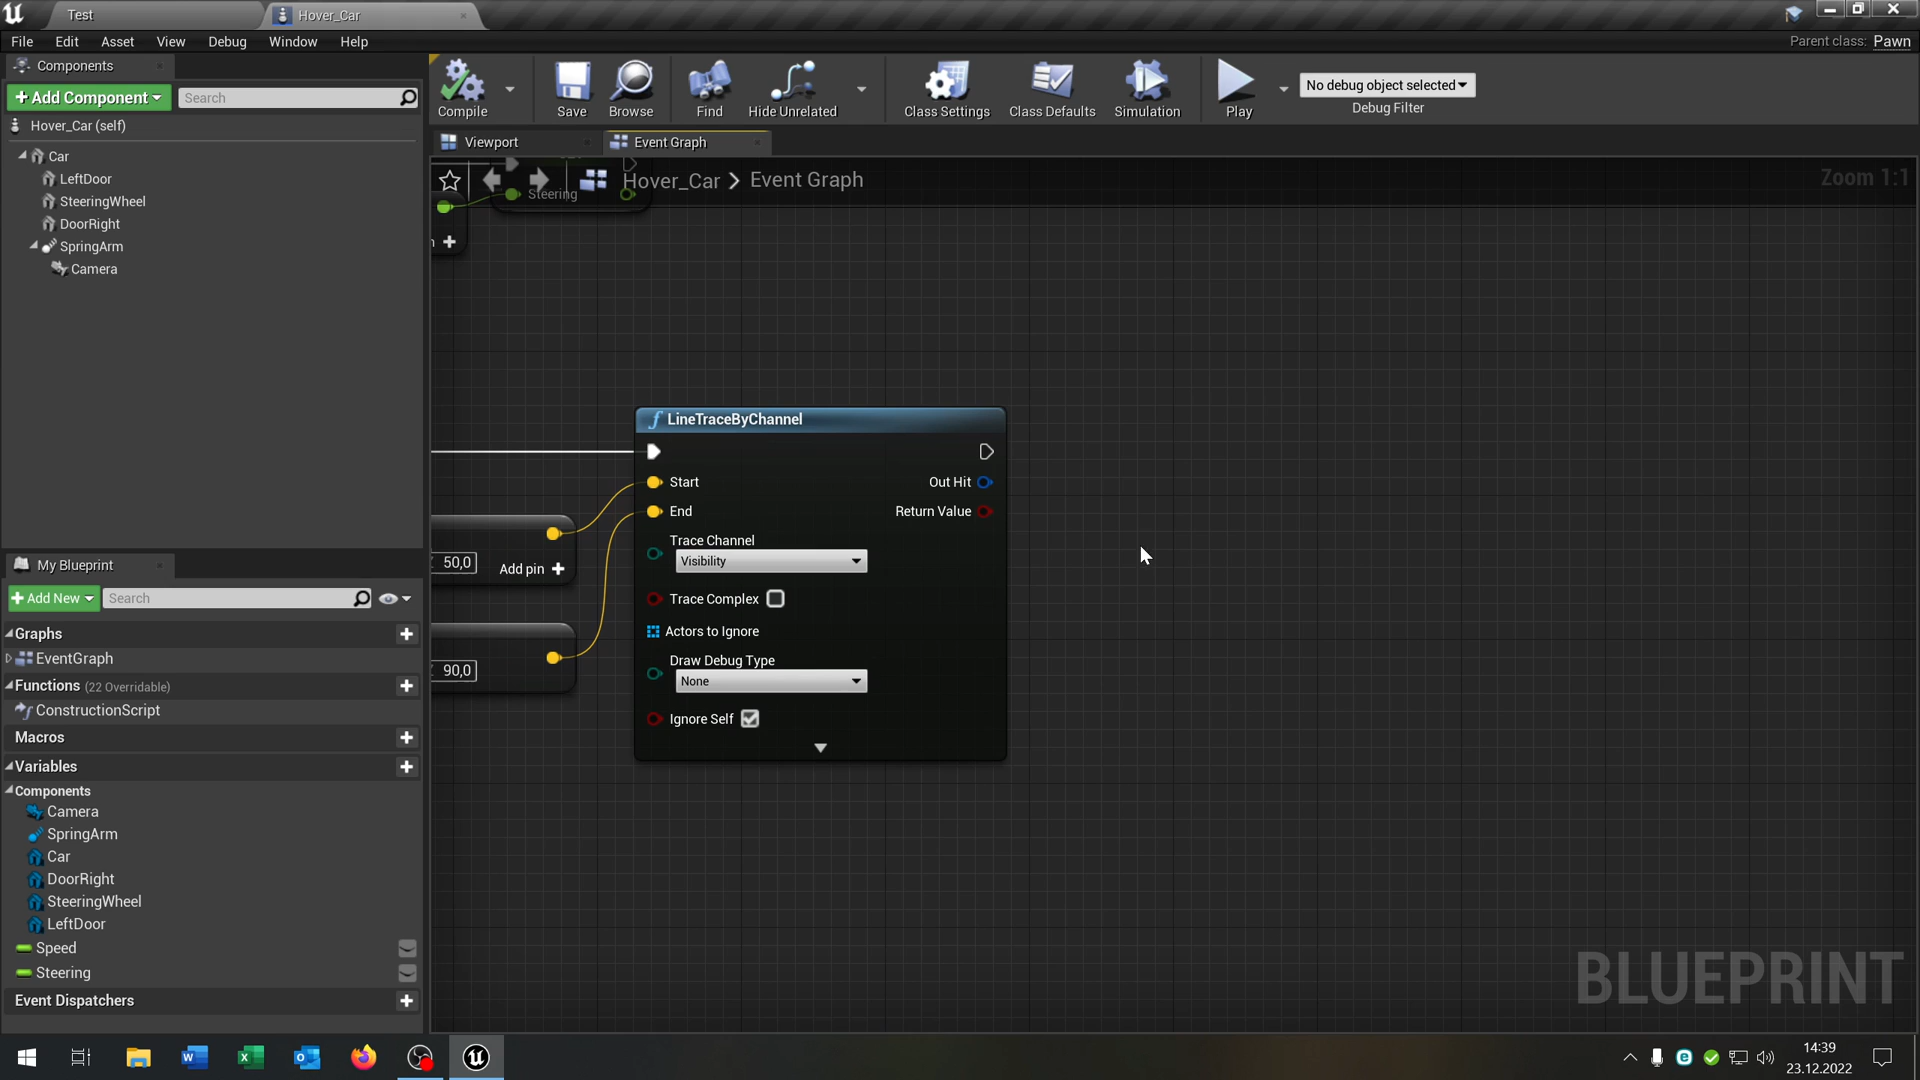 Test
Hover_Car
File Edit Asset View Debug Window Help
Parent class: Pawn
Components
+ Add Component
Search
Hover_Car (self)
Car
LeftDoor
SteeringWheel
DoorRight
SpringArm
Camera
Compile
Save
Browse
Find
Hide Unrelated
Class Settings
Class Defaults
Simulation
Play
No debug object selected
Debug Filter
Viewport
Event Graph
Hover_Car > Event Graph
Zoom 1:1
Steering
LineTraceByChannel
Start
Out Hit
End
Return Value
Trace Channel
Visibility
50,0
Add pin +
Trace Complex
Actors to Ignore
Draw Debug Type
90,0
None
Ignore Self
My Blueprint
+ Add New
Search
Graphs
EventGraph
Functions (22 Overridable)
ConstructionScript
Macros
Variables
Components
Camera
SpringArm
Car
DoorRight
SteeringWheel
LeftDoor
Speed
Steering
Event Dispatchers
BLUEPRINT
14:39
23.12.2022